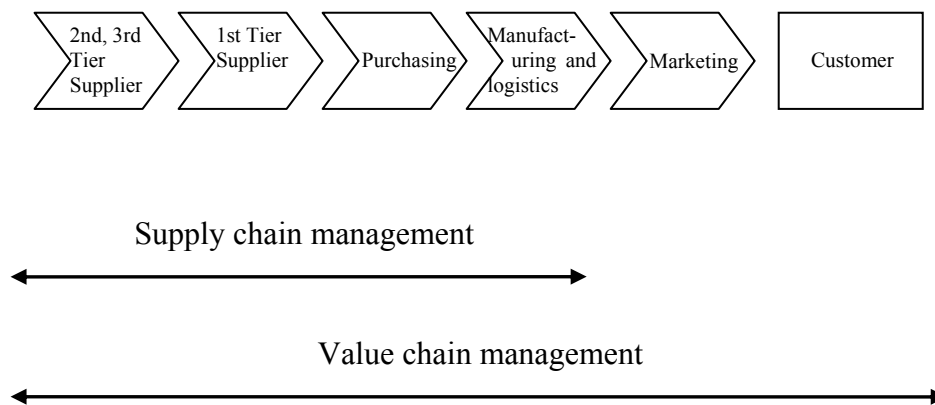 2nd, 3rd
Tier
Supplier
1st Tier
Supplier
Purchasing
Manufact-
uring and
logistics
Marketing
Customer
Supply chain management
Value chain management